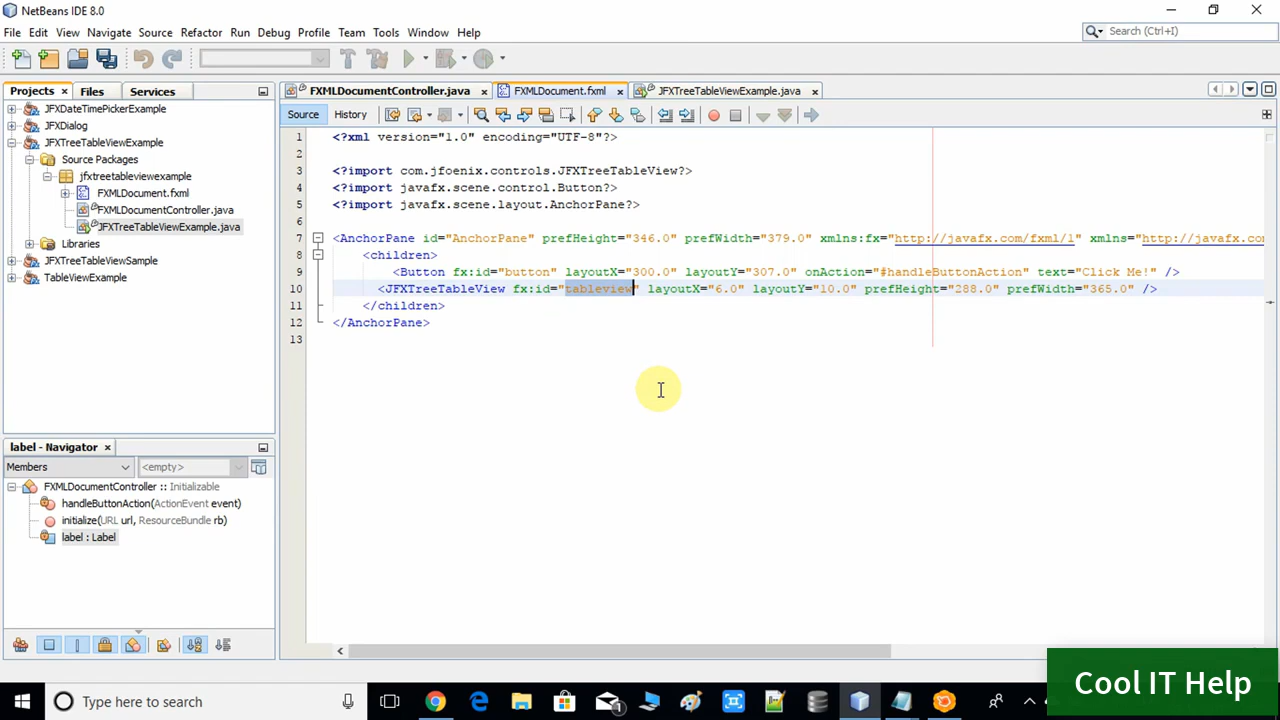 NetBeans IDE 8.0
File Edit View Navigate Source Refactor Run Debug Profile Team Tools Window Help
Search (Ctrl+I)
Projects Files Services
JFXDateTimePickerExample
JFXDialog
JFXTreeTableViewExample
Source Packages
jfxtreetableviewexample
FXMLDocument.fxml
FXMLDocumentController.java
JFXTreeTableViewExample.java
Libraries
JFXTreeTableViewSample
TableViewExample
label - Navigator
Members
<empty>
FXMLDocumentController :: Initializable
handleButtonAction(ActionEvent event)
initialize(URL url, ResourceBundle rb)
label : Label
FXMLDocumentController.java FXMLDocument.fxml JFXTreeTableViewExample.java
Source History
1 <?xml version="1.0" encoding="UTF-8"?>
2
3 <?import com.jfoenix.controls.JFXTreeTableView?>
4 <?import javafx.scene.control.Button?>
5 <?import javafx.scene.layout.AnchorPane?>
6
7 <AnchorPane id="AnchorPane" prefHeight="346.0" prefWidth="379.0" xmlns:fx="http://javafx.com/fxml/1" xmlns="http://javafx.com
8 <children>
9 <Button fx:id="button" layoutX="300.0" layoutY="307.0" onAction="#handleButtonAction" text="Click Me!" />
10 <JFXTreeTableView fx:id="tableview" layoutX="6.0" layoutY="10.0" prefHeight="288.0" prefWidth="365.0" />
11 </children>
12 </AnchorPane>
13
Cool IT Help
Type here to search
1